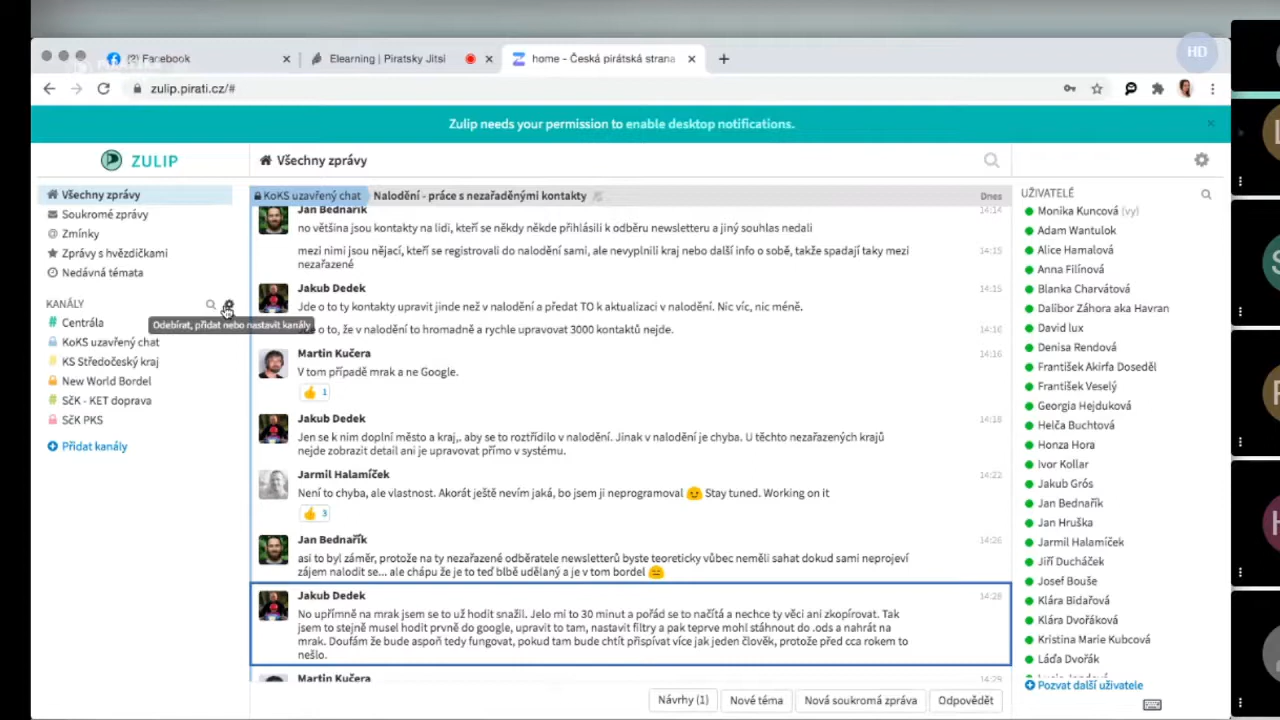 (?) Facebook
Elearning | Piratsky Jitsi
home - Česká pirátská strana
HD
zulip.pirati.cz/#
Zulip needs your permission to enable desktop notifications.
ZULIP
Všechny zprávy
Všechny zprávy
Soukromé zprávy
Zmínky
Zprávy s hvězdičkami
Nedávná témata
KANÁLY
Centrála
Odebírat, přidat nebo nastavit kanály
KoKS uzavřený chat
KS Středočeský kraj
New World Bordel
SčK - KET doprava
SčK PKS
Přidat kanály
KoKS uzavřený chat Nalodění - práce s nezařaděnými kontakty Dnes
Jan Bednařík 14:14
no většina jsou kontakty na lidi, kteří se někdy někde přihlásili k odběru newsletteru a jiný souhlas nedali
mezi nimi jsou nějací, kteří se registrovali do nalodění sami, ale nevyplnili kraj nebo další info o sobě, takže spadají taky mezi 14:15
nezařazené
Jakub Dedek 14:15
Jde o to ty kontakty upravit jinde než v nalodění a předat TO k aktualizaci v nalodění. Nic víc, nic méně.
o to, že v nalodění to hromadně a rychle upravovat 3000 kontaktů nejde. 14:16
Martin Kučera 14:16
V tom případě mrak a ne Google.
1
Jakub Dedek 14:18
Jen se k nim doplní město a kraj,. aby se to roztřídilo v nalodění. Jinak v nalodění je chyba. U těchto nezařazených krajů
nejde zobrazit detail ani je upravovat přímo v systému.
Jarmil Halamíček 14:22
Není to chyba, ale vlastnost. Akorát ještě nevím jaká, bo jsem ji neprogramoval Stay tuned. Working on it
3
Jan Bednařík 14:26
asi to byl záměr, protože na ty nezařazené odběratele newsletterů byste teoreticky vůbec neměli sahat dokud sami neprojeví
zájem nalodit se... ale chápu že je to teď blbě udělaný a je v tom bordel
Jakub Dedek 14:28
No upřímně na mrak jsem se to už hodit snažil. Jelo mi to 30 minut a pořád se to načítá a nechce ty věci ani zkopírovat. Tak
jsem to stejně musel hodit prvně do google, upravit to tam, nastavit filtry a pak teprve mohl stáhnout do .ods a nahrát na
mrak. Doufám že bude aspoň tedy fungovat, pokud tam bude chtít přispívat více jak jeden člověk, protože před cca rokem to
nešlo.
Martin Kučera 14:29
Návrhy (1)
Nové téma
Nová soukromá zpráva
Odpovědět
UŽIVATELÉ
Monika Kuncová (vy)
Adam Wantulok
Alice Hamalová
Anna Filínová
Blanka Charvátová
Dalibor Záhora aka Havran
David lux
Denisa Rendová
František Akirfa Doseděl
František Veselý
Georgia Hejduková
Helča Buchtová
Honza Hora
Ivor Kollar
Jakub Grós
Jan Bednařík
Jan Hruška
Jarmil Halamíček
Jiří Ducháček
Josef Bouše
Klára Bidařová
Klára Dvořáková
Kristina Marie Kubcová
Láďa Dvořák
Pozvat další uživatele